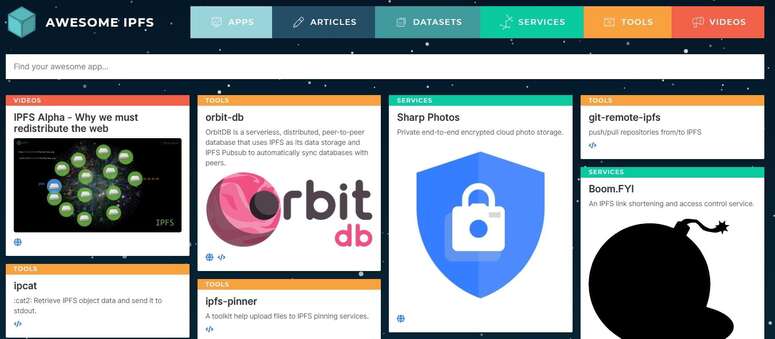 AWESOME IPFS
APPS
ARTICLES
DATASETS
SERVICES
TOOLS
VIDEOS
Find your awesome app...
VIDEOS
IPFS Alpha - Why we must
redistribute the web
IPFS
TOOLS
ipcat
:cat2: Retrieve IPFS object data and send it to
stdout.
TOOLS
orbit-db
OrbitDB is a serverless, distributed, peer-to-peer
database that uses IPFS as its data storage and
IPFS Pubsub to automatically sync databases with
peers.
Orbit
db
TOOLS
ipfs-pinner
A toolkit help upload files to IPFS pinning services.
SERVICES
Sharp Photos
Private end-to-end encrypted cloud photo storage.
TOOLS
git-remote-ipfs
push/pull repositories from/to IPFS
SERVICES
Boom.FYI
An IPFS link shortening and access control service.